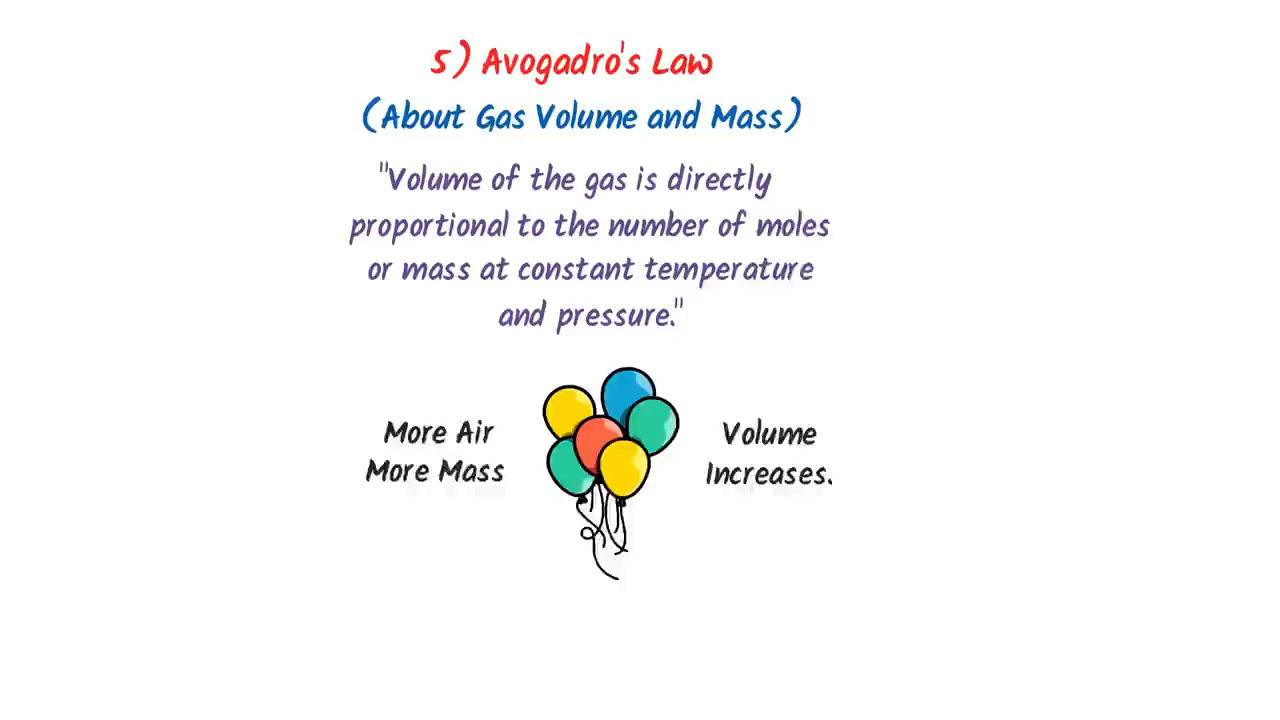 5) Avogadro's Law
(About Gas Volume and Mass)
"Volume of the gas is directly
proportional to the number of moles
or mass at constant temperature
and pressure."
More Air
More Mass
Volume
Increases.